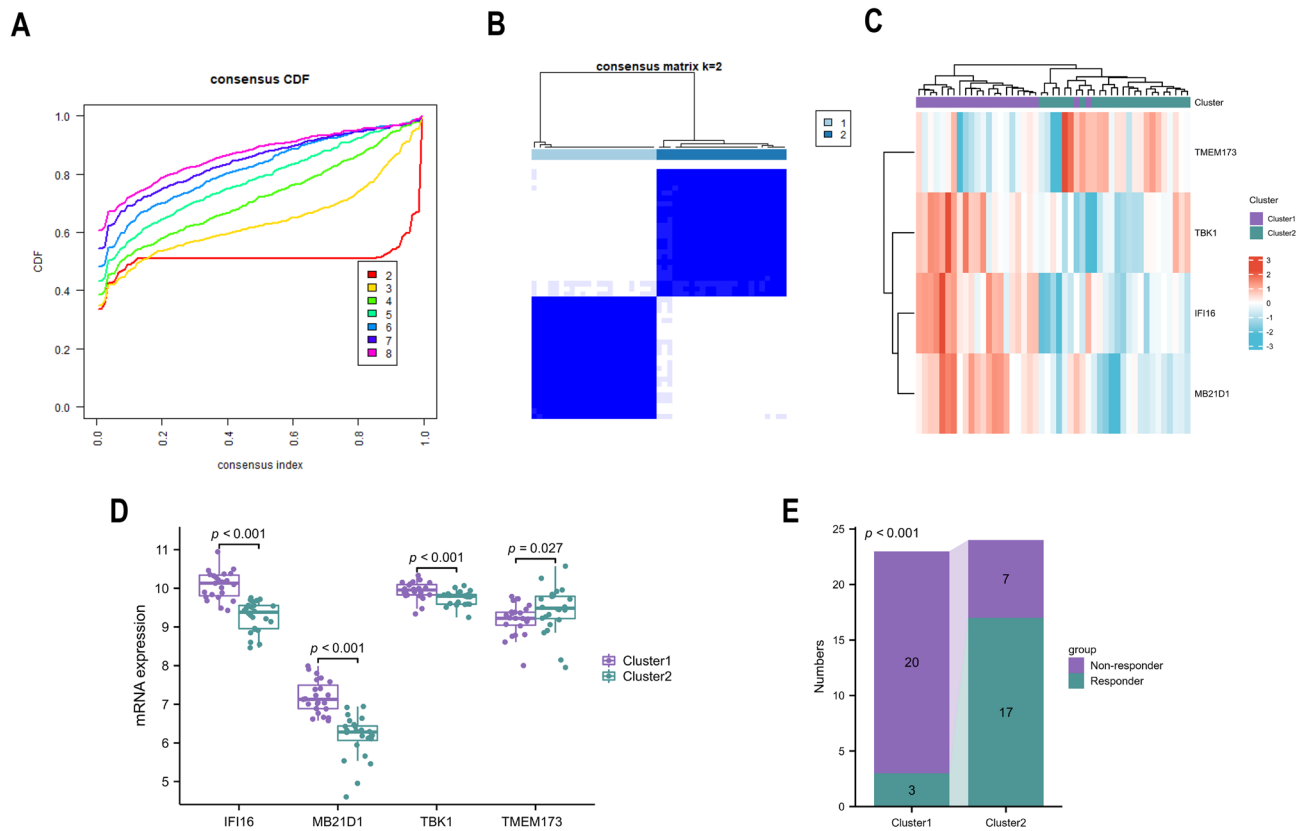 A
consensus CDF
CDF
1.0
0.8
0.6
0.4
0.2
0.0
0.0
0.2
0.4
0.6
0.8
1.0
consensus index
2
3
4
5
6
7
8
B
consensus matrix k=2
1
2
C
Cluster
TMEM173
TBK1
IFI16
MB21D1
Cluster
Cluster1
Cluster2
3
2
1
0
-1
-2
-3
D
mRNA expression
11
10
9
8
7
6
5
p < 0.001
p < 0.001
p < 0.001
p = 0.027
IFI16
MB21D1
TBK1
TMEM173
Cluster1
Cluster2
E
Numbers
25
20
15
10
5
0
p < 0.001
20
3
7
17
Cluster1
Cluster2
group
Non-responder
Responder